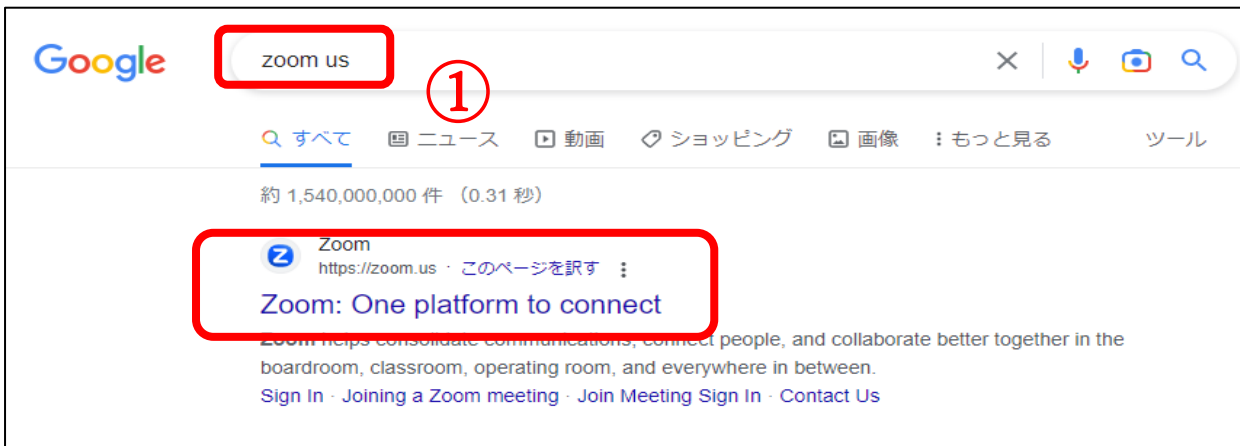 Google
zoom us
①
すべて ニュース 動画 ショッピング 画像 もっと見る ツール
約 1,540,000,000 件 （0.31 秒）
Zoom
https://zoom.us · このページを訳す
Zoom: One platform to connect
Zoom helps consolidate communications, connect people, and collaborate better together in the
boardroom, classroom, operating room, and everywhere in between.
Sign In · Joining a Zoom meeting · Join Meeting Sign In · Contact Us